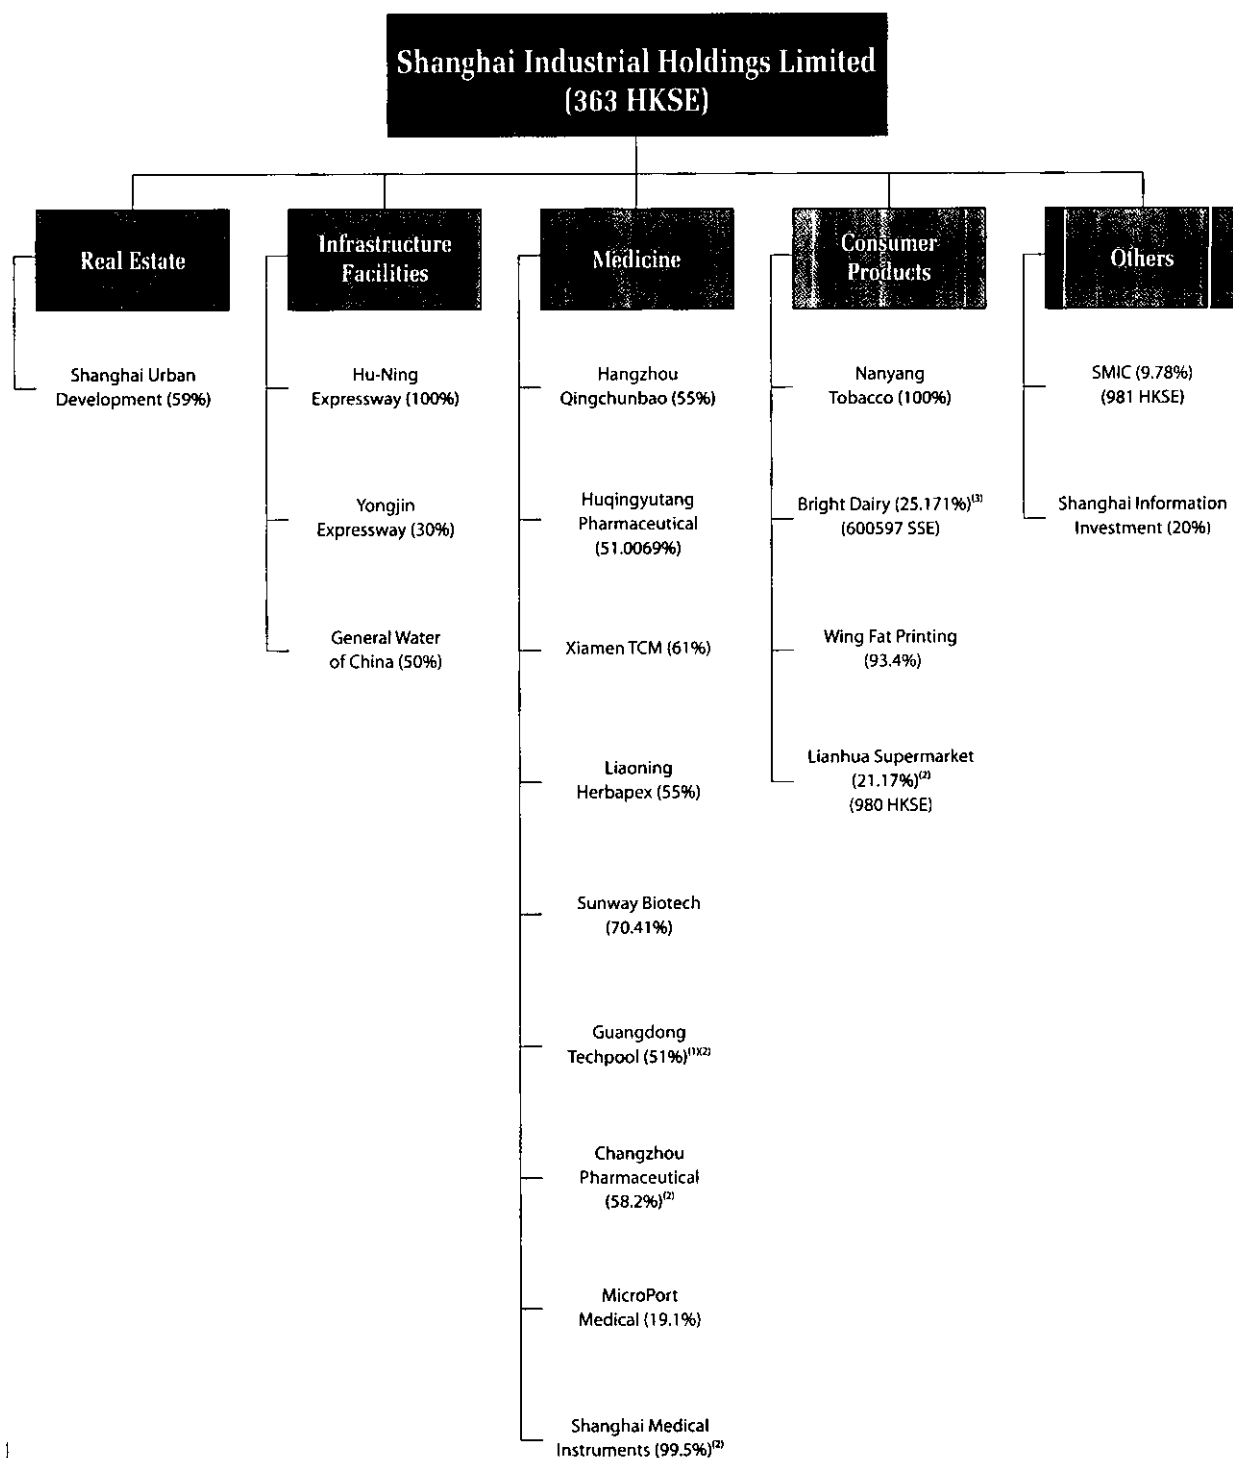 Shanghai Industrial Holdings Limited
(363 HKSE)
Real Estate
Shanghai Urban
Development (59%)
Infrastructure
Facilities
Hu-Ning
Expressway (100%)
Yongjin
Expressway (30%)
General Water
of China (50%)
Medicine
Hangzhou
Qingchunbao (55%)
Huqingyutang
Pharmaceutical
(51.0069%)
Xiamen TCM (61%)
Liaoning
Herbapex (55%)
Sunway Biotech
(70.41%)
Guangdong
Techpool (51%)(1)(2)
Changzhou
Pharmaceutical
(58.2%)(2)
MicroPort
Medical (19.1%)
Shanghai Medical
Instruments (99.5%)(2)
Consumer
Products
Nanyang
Tobacco (100%)
Bright Dairy (25.171%)(3)
(600597 SSE)
Wing Fat Printing
(93.4%)
Lianhua Supermarket
(21.17%)(2)
(980 HKSE)
Others
SMIC (9.78%)
(981 HKSE)
Shanghai Information
Investment (20%)